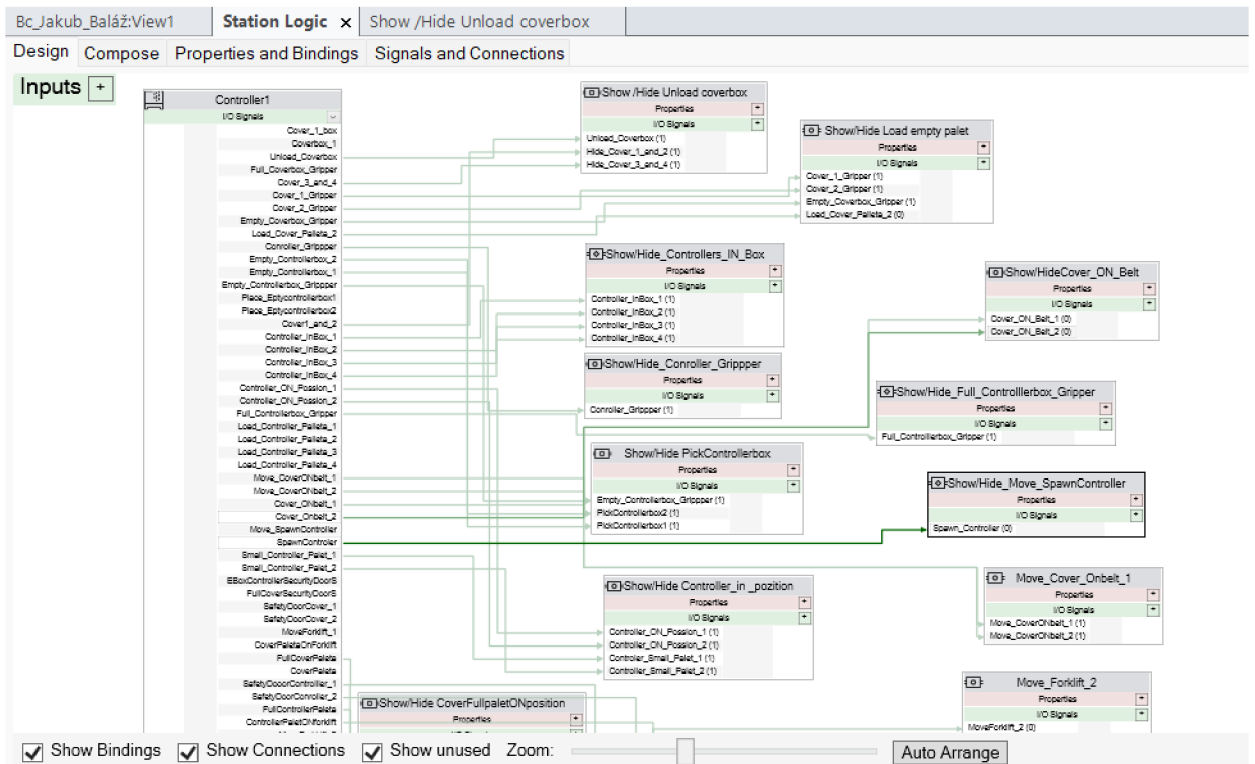 Bc_Jakub_Baláž:View1
Station Logic x
Show /Hide Unload coverbox
Design
Compose
Properties and Bindings
Signals and Connections
Inputs +
Controller1
I/O Signals
Cover_1_box
Coverbox_1
Unload_Coverbox
Full_Coverbox_Gripper
Cover_3_and_4
Cover_1_Gripper
Cover_2_Gripper
Empty_Coverbox_Gripper
Load_Cover_Palleta_2
Conroller_Grippper
Empty_Controllerbox_2
Empty_Controllerbox_1
Empty_Controllerbox_Grippper
Place_Eptycontrollerbox1
Place_Eptycontrollerbox2
Cover1_and_2
Controller_InBox_1
Controller_InBox_2
Controller_InBox_3
Controller_InBox_4
Controller_ON_Possion_1
Controller_ON_Possion_2
Full_Controllerbox_Gripper
Load_Controller_Palleta_1
Load_Controller_Palleta_2
Load_Controller_Palleta_3
Load_Controller_Palleta_4
Move_CoverONbelt_1
Move_CoverONbelt_2
Cover_ONbelt_1
Cover_Onbelt_2
Move_SpawnController
SpawnControler
Small_Controller_Palet_1
Small_Controller_Palet_2
EBoxControllerSecurityDoorS
FullCoverSecurityDoorS
SafetyDoorCover_1
SafetyDoorCover_2
MoveForklift_1
CoverPaletaOnForklift
FullCoverPaleta
CoverPaleta
SafetyDooorController_1
SafetyDoorConroller_2
FullControllerPaleta
ControllerPaletONforkift
Show /Hide Unload coverbox
Properties +
I/O Signals +
Unload_Coverbox (1)
Hide_Cover_1_and_2 (1)
Hide_Cover_3_and_4 (1)
Show/Hide Load empty palet
Properties +
I/O Signals +
Cover_1_Gripper (1)
Cover_2_Gripper (1)
Empty_Coverbox_Gripper (1)
Load_Cover_Palleta_2 (0)
Show/Hide_Controllers_IN_Box
Properties +
I/O Signals +
Controller_InBox_1 (1)
Controller_InBox_2 (1)
Controller_InBox_3 (1)
Controller_InBox_4 (1)
Show/HideCover_ON_Belt
Properties +
I/O Signals +
Cover_ON_Belt_1 (0)
Cover_ON_Belt_2 (0)
Show/Hide_Conroller_Grippper
Properties +
I/O Signals +
Conroller_Grippper (1)
Show/Hide_Full_Controlllerbox_Gripper
Properties +
I/O Signals +
Full_Controllierbox_Gripper (1)
Show/Hide PickControllerbox
Properties +
I/O Signals +
Empty_Controllerbox_Grippper (1)
PickControllerbox2 (1)
PickControllerbox1 (1)
Show/Hide_Move_SpawnController
Properties +
I/O Signals +
Spawn_Controller (0)
Show/Hide Controller_in _pozition
Properties +
I/O Signals +
Controller_ON_Possion_1 (1)
Controller_ON_Possion_2 (1)
Controller_Small_Palet_1 (1)
Controller_Small_Palet_2 (1)
Move_Cover_Onbelt_1
Properties +
I/O Signals +
Move_CoverONbelt_1 (1)
Move_CoverONbelt_2 (1)
Show/Hide CoverFullpaletONposition
Properties +
Move_Forklift_2
Properties +
I/O Signals +
MoveForklift_2 (0)
Show Bindings
Show Connections
Show unused
Zoom:
Auto Arrange